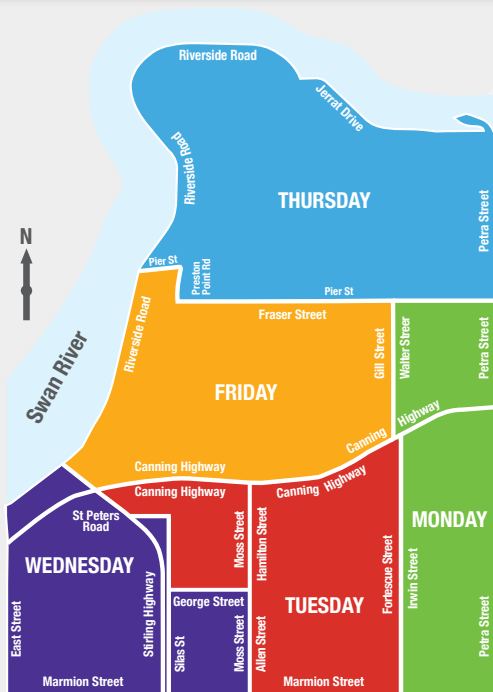 Riverside Road
Jerrat Drive
Riverside Road
THURSDAY
Petra Street
N
Pier St
Preston
Point Rd
Pier St
Swan River
Riverside Road
Fraser Street
Gill Street
Walter Streer
Petra Street
FRIDAY
Canning
Highway
Canning Highway
Canning Highway
Canning Highway
St Peters
Road
MONDAY
WEDNESDAY
Moss Street
Hamilton Street
Fortescue Street
Irwin Street
East Street
Stirling Highway
George Street
TUESDAY
Silas St
Moss Street
Allen Street
Petra Street
Marmion Street
Marmion Street